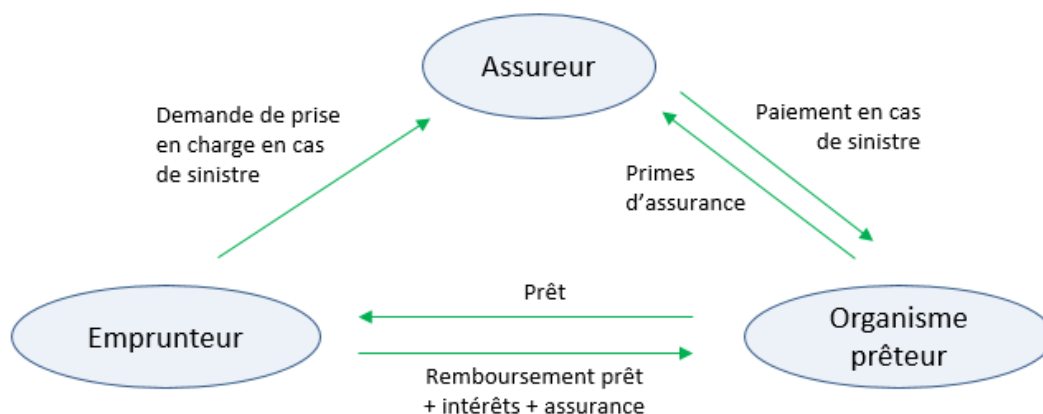 Assureur
Demande de prise
en charge en cas
de sinistre
Paiement en cas
de sinistre
Primes
d’assurance
Prêt
Emprunteur
Organisme
prêteur
Remboursement prêt
+ intérêts + assurance